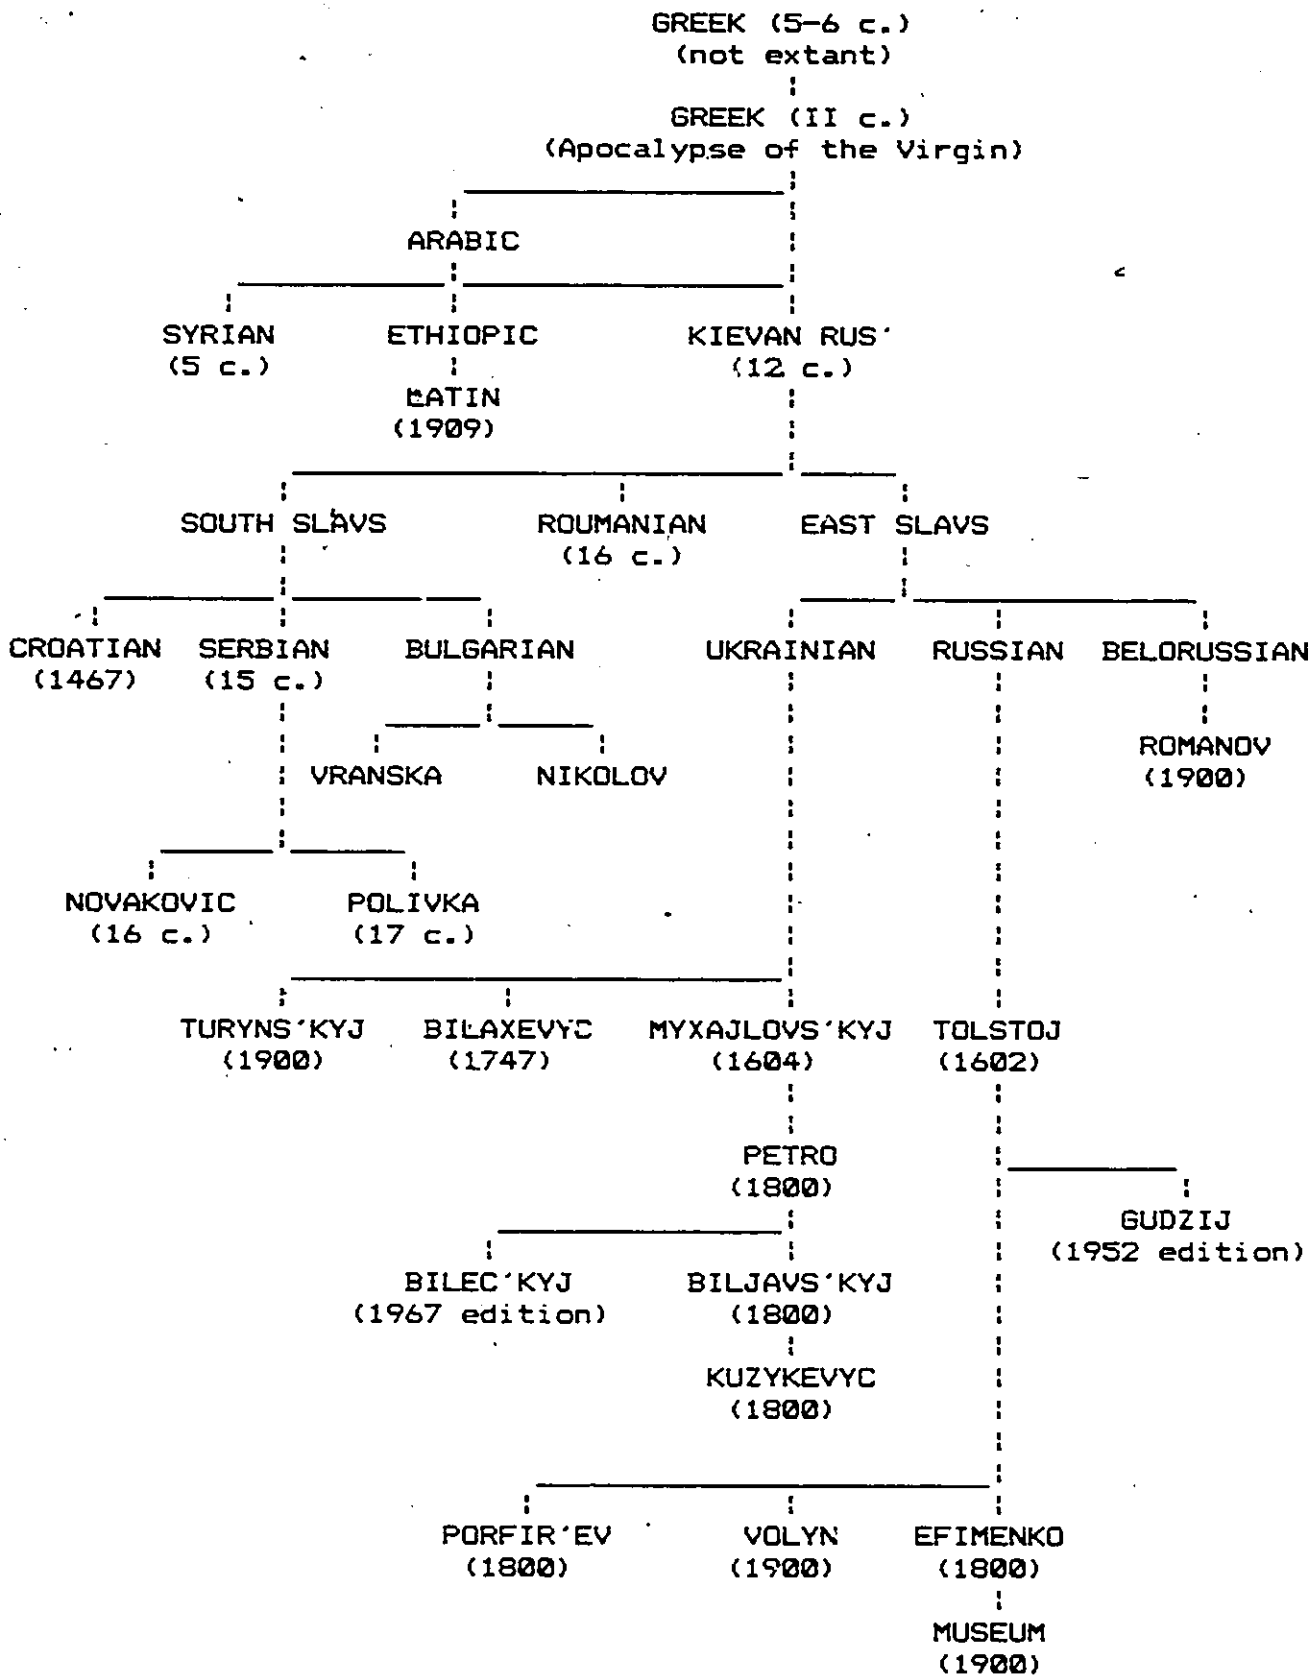 GREEK (5-6 c.)
(not extant)
GREEK (II c.)
(Apocalypse of the Virgin)
ARABIC
SYRIAN ETHIOPIC KIEVAN RUS'
(5 c.) (12 c.)
LATIN
(1909)
SOUTH SLAVS ROUMANIAN EAST SLAVS
(16 c.)
CROATIAN SERBIAN BULGARIAN UKRAINIAN RUSSIAN BELORUSSIAN
(1467) (15 c.)
ROMANOV
VRANSKA NIKOLOV (1900)
NOVAKOVIC POLIVKA
(16 c.) (17 c.)
TURYNS'KYJ BILAXEVYC MYXAJLOVS'KYJ TOLSTOJ
(1900) (1747) (1604) (1602)
PETRO
(1800)
GUDZIJ
(1952 edition)
BILEC'KYJ BILJAVS'KYJ
(1967 edition) (1800)
KUZYKEVYC
(1800)
PORFIR'EV VOLYN EFIMENKO
(1800) (1900) (1800)
MUSEUM
(1900)